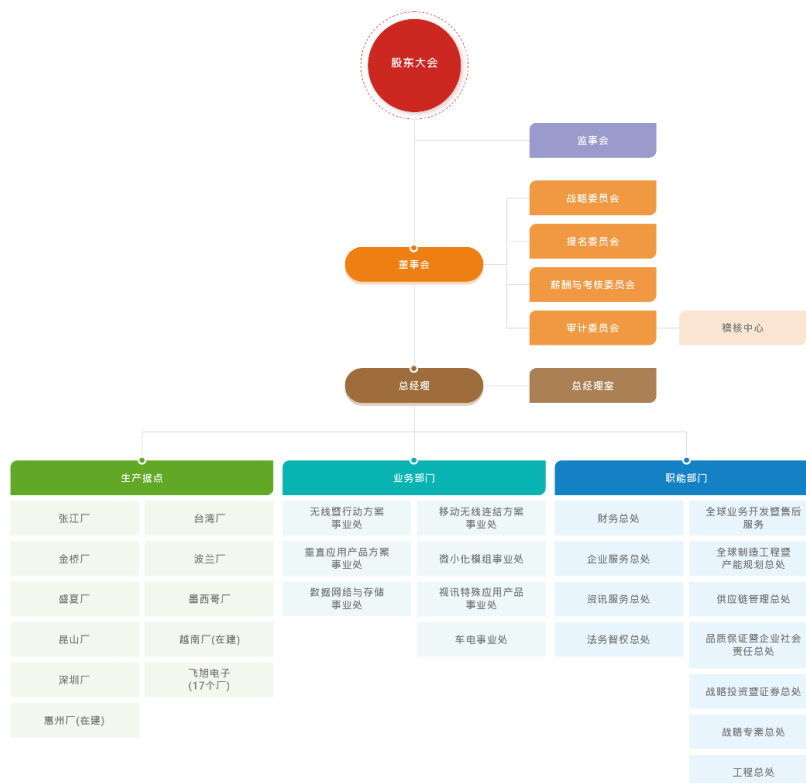 股东大会
监事会
战略委员会
提名委员会
董事会
薪酬与考核委员会
审计委员会
稽核中心
总经理
总经理室
生产据点
业务部门
职能部门
张江厂
台湾厂
金桥厂
波兰厂
盛夏厂
墨西哥厂
昆山厂
越南厂(在建)
深圳厂
飞旭电子
(17个厂)
惠州厂(在建)
无线暨行动方案
事业处
移动无线连结方案
事业处
垂直应用产品方案
事业处
微小化模组事业处
数据网络与存储
事业处
视讯特殊应用产品
事业处
车电事业处
财务总处
全球业务开发暨售后
服务
企业服务总处
全球制造工程暨
产能规划总处
资讯服务总处
供应链管理总处
法务智权总处
品质保证暨企业社会
责任总处
战略投资暨证券总处
战略专案总处
工程总处